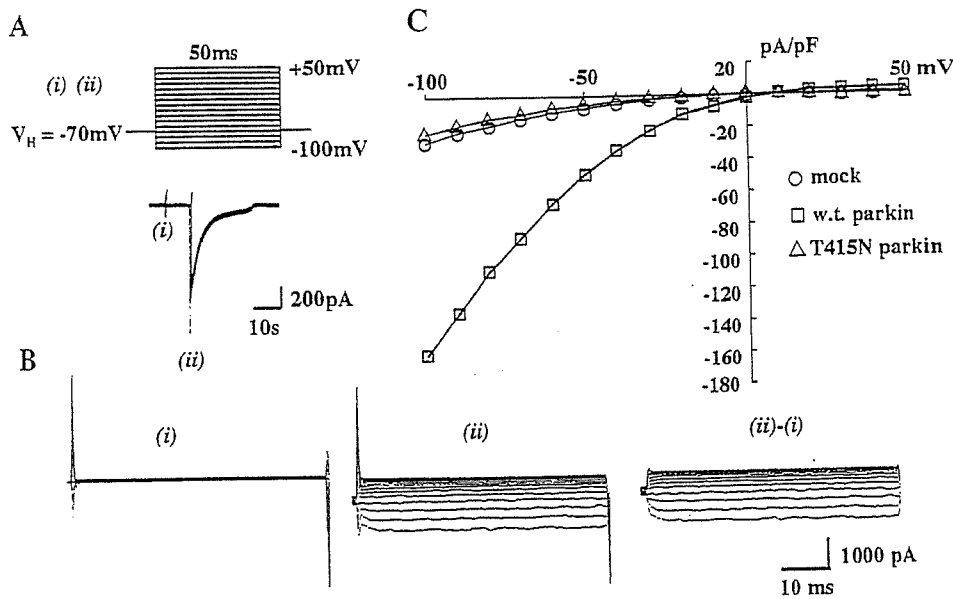 A
50ms
(i) (ii)
+50mV
V_H = -70mV
-100mV
(i)
200pA
10s
(ii)
C
pA/pF
-100
-50
20
50 mV
-20
-40
-60
-80
-100
-120
-140
-160
-180
mock
w.t. parkin
T415N parkin
B
(i)
(ii)
(ii)-(i)
1000 pA
10 ms